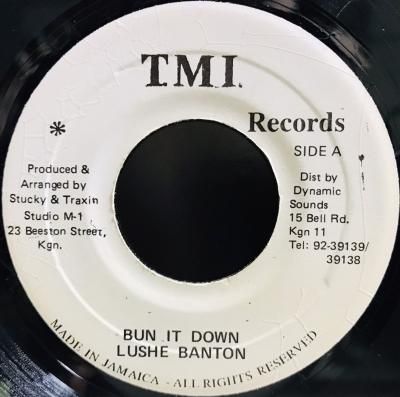 T.M.I.
*
Records
SIDE A
Produced &
Arranged by
Stucky & Traxin
Studio M-1
23 Beeston Street,
Kgn.
Dist by
Dynamic
Sounds
15 Bell Rd.
Kgn 11
Tel: 92-39139/
39138
BUN IT DOWN
LUSHE BANTON
MADE IN JAMAICA - ALL RIGHTS RESERVED